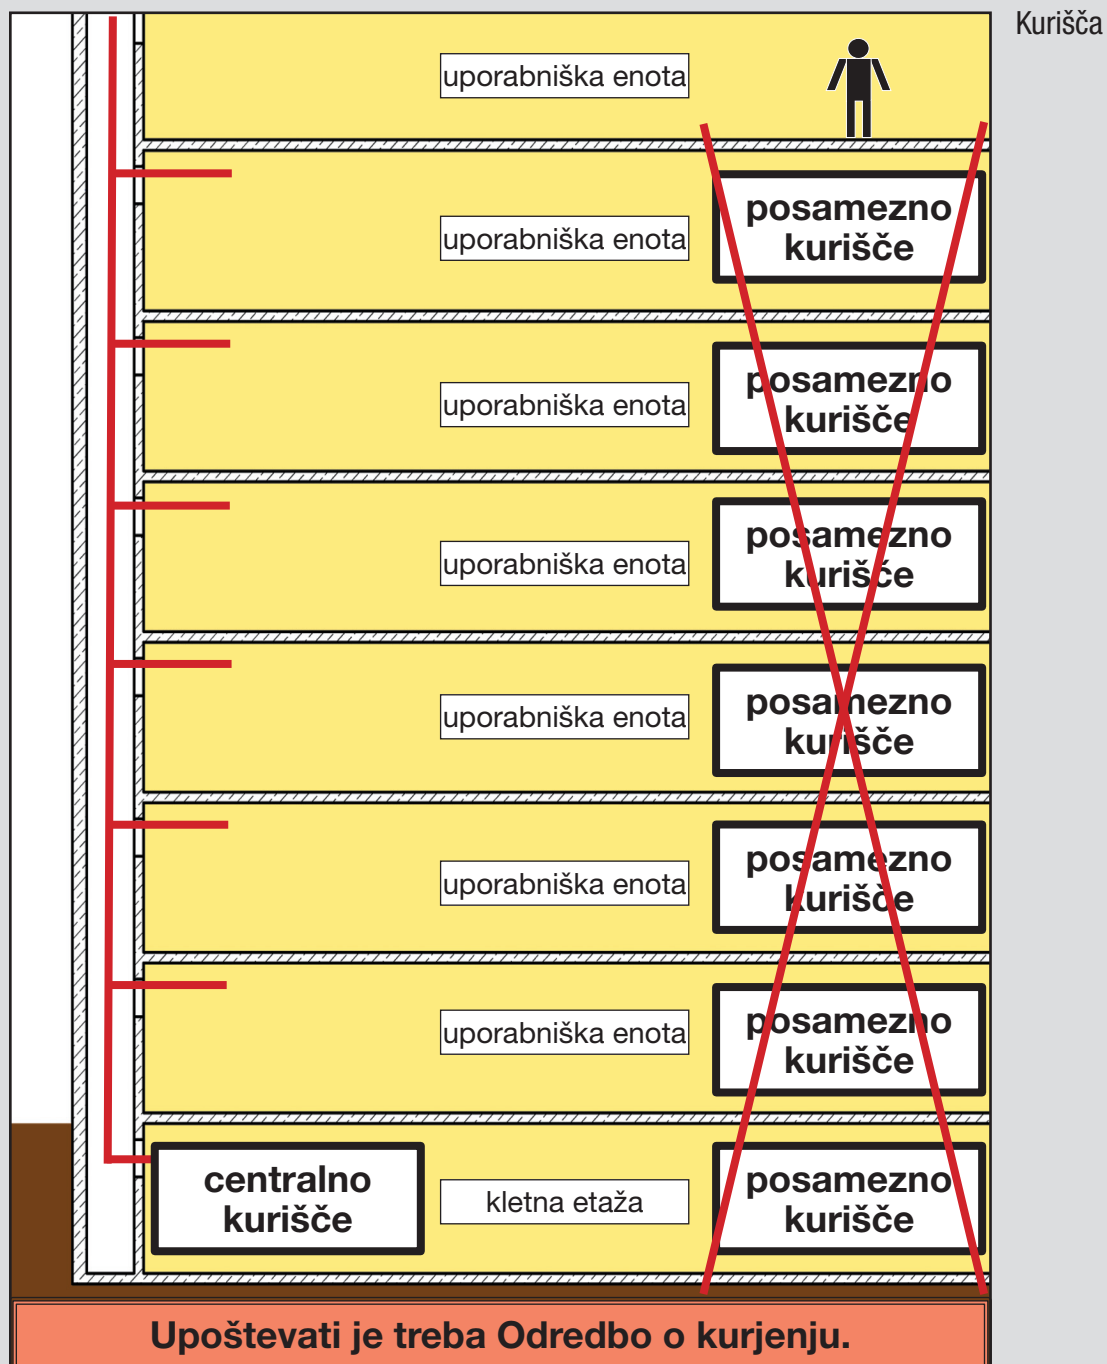 Kurišča
uporabniška enota
uporabniška enota
posamezno
kurišče
uporabniška enota
posamezno
kurišče
uporabniška enota
posamezno
kurišče
uporabniška enota
posamezno
kurišče
uporabniška enota
posamezno
kurišče
uporabniška enota
posamezno
kurišče
centralno
kurišče
kletna etaža
posamezno
kurišče
Upoštevati je treba Odredbo o kurjenju.